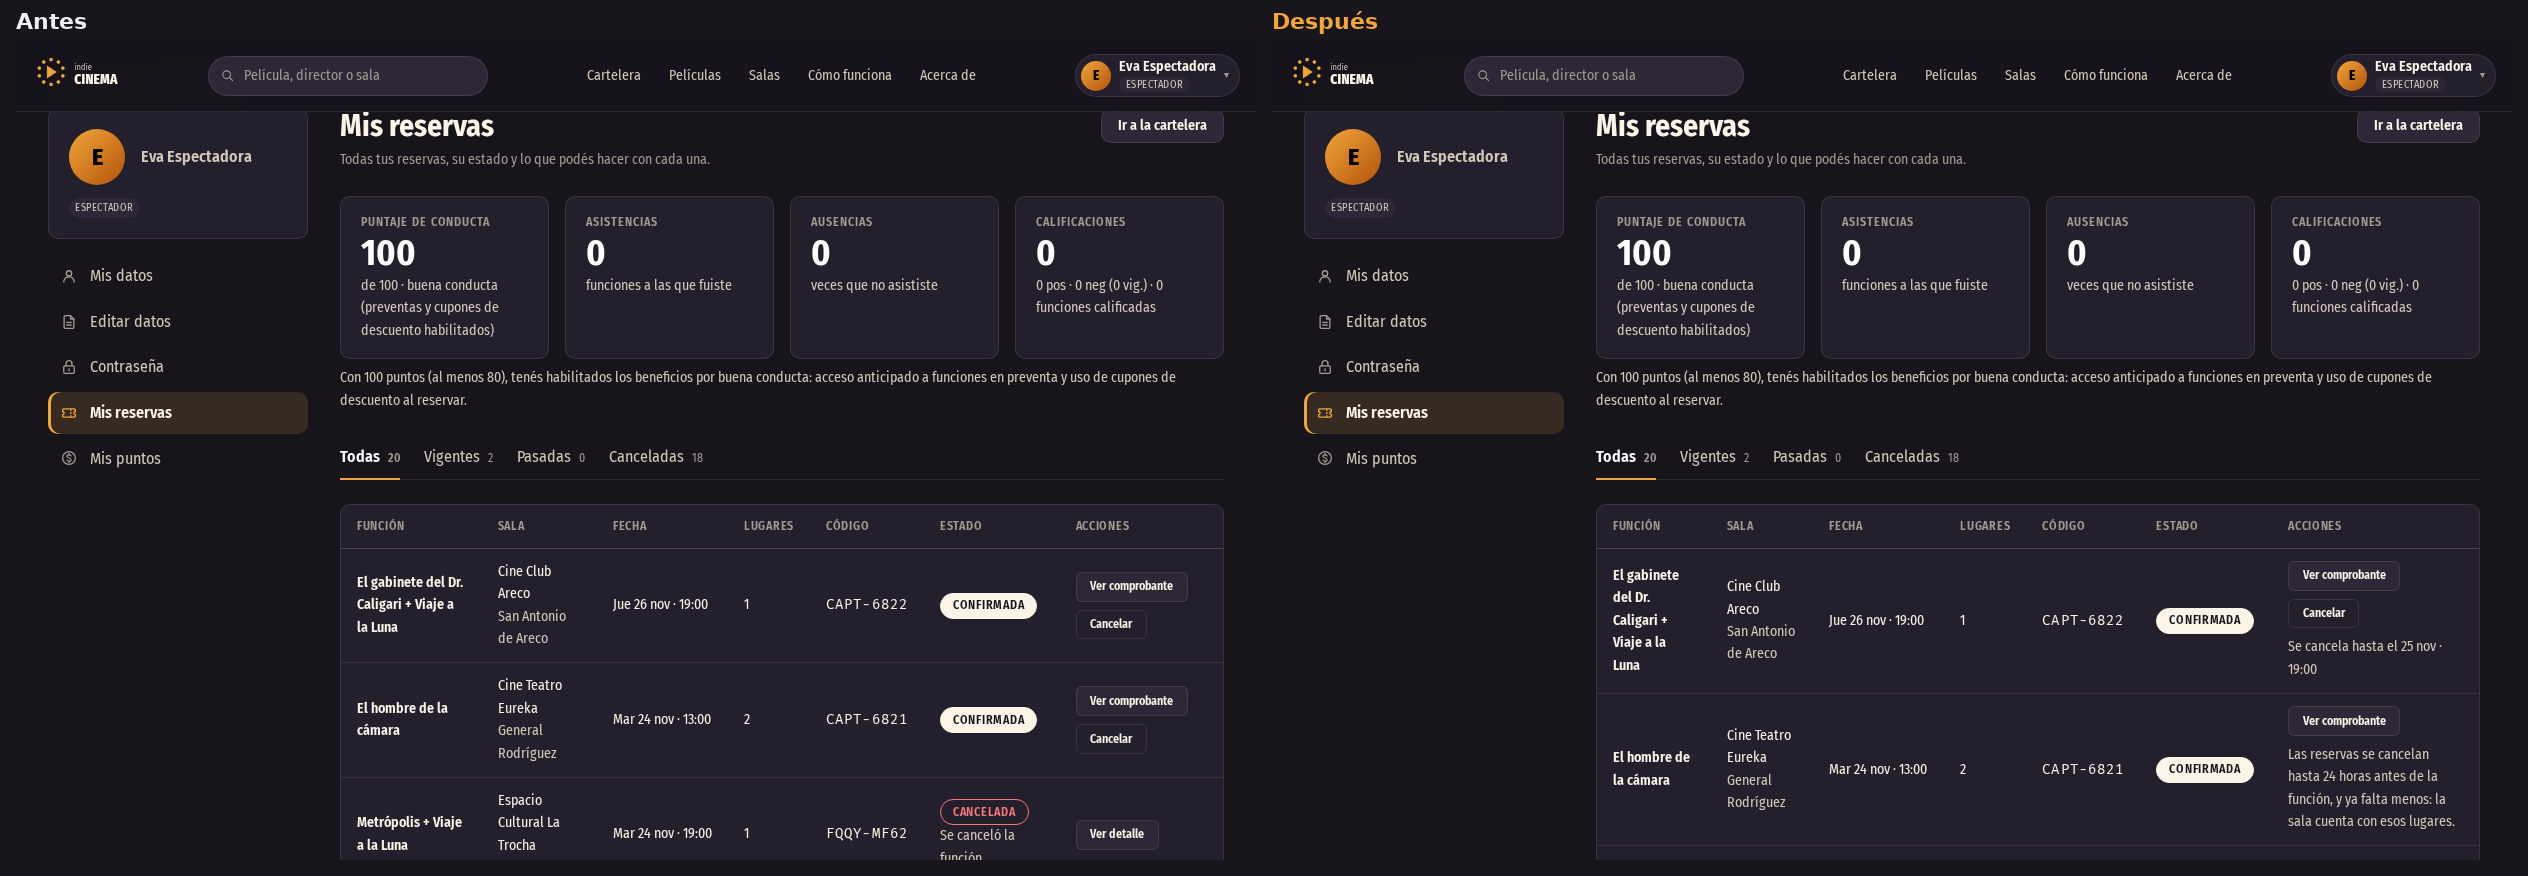 Antes
indie
CINEMA
Película, director o sala
Cartelera
Películas
Salas
Cómo funciona
Acerca de
E
Eva Espectadora
ESPECTADOR
E
Eva Espectadora
ESPECTADOR
Mis datos
Editar datos
Contraseña
Mis reservas
Mis puntos
Mis reservas
Todas tus reservas, su estado y lo que podés hacer con cada una.
Ir a la cartelera
PUNTAJE DE CONDUCTA
100
de 100 · buena conducta
(preventas y cupones de
descuento habilitados)
ASISTENCIAS
0
funciones a las que fuiste
AUSENCIAS
0
veces que no asististe
CALIFICACIONES
0
0 pos · 0 neg (0 vig.) · 0
funciones calificadas
Con 100 puntos (al menos 80), tenés habilitados los beneficios por buena conducta: acceso anticipado a funciones en preventa y uso de cupones de
descuento al reservar.
Todas 20
Vigentes 2
Pasadas 0
Canceladas 18
FUNCIÓN SALA FECHA LUGARES CÓDIGO ESTADO ACCIONES
El gabinete del Dr.
Caligari + Viaje a
la Luna
Cine Club
Areco
San Antonio
de Areco
Jue 26 nov · 19:00
1
CAPT-6822
CONFIRMADA
Ver comprobante
Cancelar
El hombre de la
cámara
Cine Teatro
Eureka
General
Rodríguez
Mar 24 nov · 13:00
2
CAPT-6821
CONFIRMADA
Ver comprobante
Cancelar
Metrópolis + Viaje
a la Luna
Espacio
Cultural La
Trocha
Mar 24 nov · 19:00
1
FQQY-MF62
CANCELADA
Se canceló la
función
Ver detalle
Después
indie
CINEMA
Película, director o sala
Cartelera
Películas
Salas
Cómo funciona
Acerca de
E
Eva Espectadora
ESPECTADOR
E
Eva Espectadora
ESPECTADOR
Mis datos
Editar datos
Contraseña
Mis reservas
Mis puntos
Mis reservas
Todas tus reservas, su estado y lo que podés hacer con cada una.
Ir a la cartelera
PUNTAJE DE CONDUCTA
100
de 100 · buena conducta
(preventas y cupones de
descuento habilitados)
ASISTENCIAS
0
funciones a las que fuiste
AUSENCIAS
0
veces que no asististe
CALIFICACIONES
0
0 pos · 0 neg (0 vig.) · 0
funciones calificadas
Con 100 puntos (al menos 80), tenés habilitados los beneficios por buena conducta: acceso anticipado a funciones en preventa y uso de cupones de
descuento al reservar.
Todas 20
Vigentes 2
Pasadas 0
Canceladas 18
FUNCIÓN SALA FECHA LUGARES CÓDIGO ESTADO ACCIONES
El gabinete
del Dr.
Caligari +
Viaje a la
Luna
Cine Club
Areco
San Antonio
de Areco
Jue 26 nov · 19:00
1
CAPT-6822
CONFIRMADA
Ver comprobante
Cancelar
Se cancela hasta el 25 nov ·
19:00
El hombre de
la cámara
Cine Teatro
Eureka
General
Rodríguez
Mar 24 nov · 13:00
2
CAPT-6821
CONFIRMADA
Ver comprobante
Las reservas se cancelan
hasta 24 horas antes de la
función, y ya falta menos: la
sala cuenta con esos lugares.